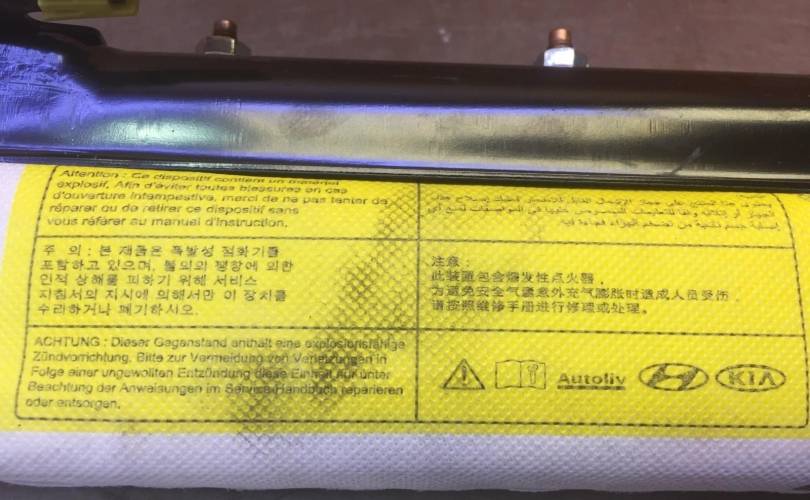 Attention : Ce dispositif contient un matériel
explosif. Afin d'éviter toutes blessures en cas
d'ouverture intempestive, merci de ne pas tenter de
réparer ou de retirer ce dispositif sans
vous référer au manuel d'instruction.
주 의 : 본 제품은 폭발성 점화기를
포함하고 있으며, 불의의 팽창에 의한
인적 상해를 피하기 위해 서비스
지침서의 지시에 의해서만 이 장치를
수리하거나 폐기하시오.
注意 :
此装置包含爆发性点火器，
为避免安全气囊意外充气膨胀时造成人员受伤，
请按照维修手册进行修理或处理。
ACHTUNG : Dieser Gegenstand enthält eine explosionsfähige
Zündvorrichtung. Bitte zur Vermeidung von Verletzungen in
Folge einer ungewollten Entzündung diese Einheit nur unter
Beachtung der Anweisungen im Service-Handbuch reparieren
oder entsorgen.
Autoliv KIA